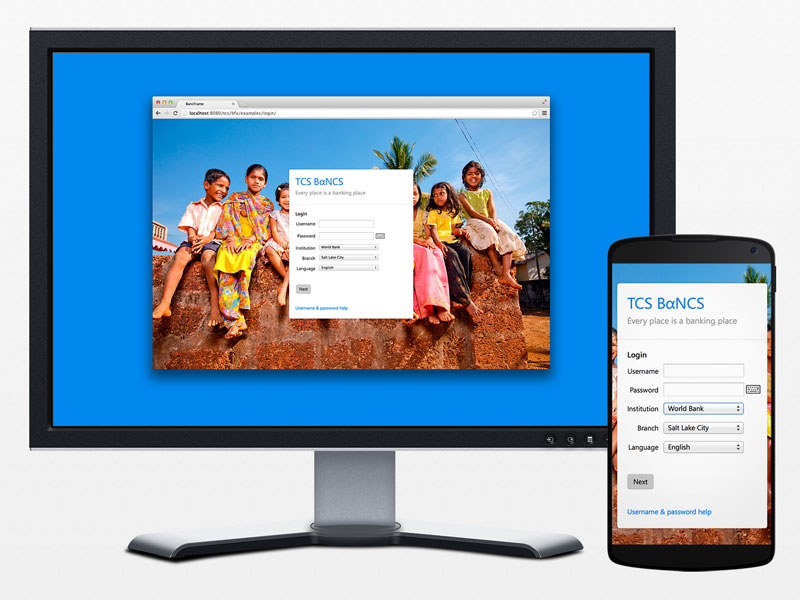 BancFrame
localhost:8080/tcs/bfx/examples/login/
TCS BαNCS
Every place is a banking place
Login
Username
Password
Institution World Bank
Branch Salt Lake City
Language English
Next
Username & password help
TCS BαNCS
Every place is a banking place
Login
Username
Password
Institution World Bank
Branch Salt Lake City
Language English
Next
Username & password help